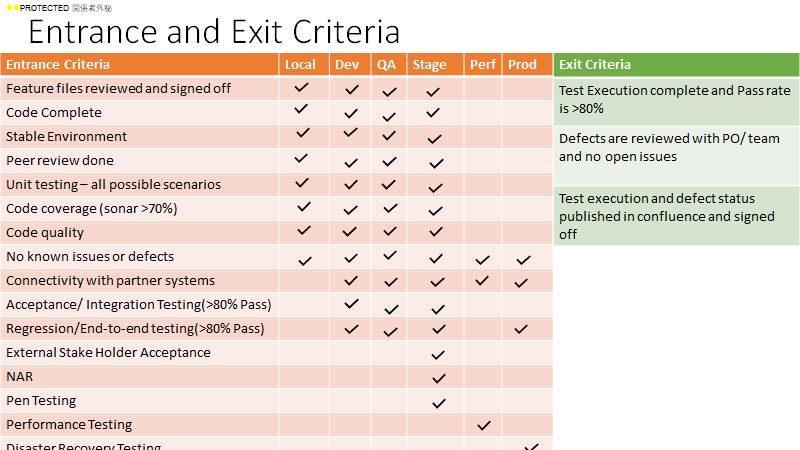 PROTECTED 関係者外秘
Entrance and Exit Criteria
Entrance Criteria Local Dev QA Stage Perf Prod Exit Criteria
Feature files reviewed and signed off ✓ ✓ ✓ ✓
Code Complete ✓ ✓ ✓ ✓
Stable Environment ✓ ✓ ✓ ✓
Peer review done ✓ ✓ ✓ ✓
Unit testing – all possible scenarios ✓ ✓ ✓ ✓
Code coverage (sonar >70%) ✓ ✓ ✓ ✓
Code quality ✓ ✓ ✓ ✓
No known issues or defects ✓ ✓ ✓ ✓ ✓ ✓
Connectivity with partner systems ✓ ✓ ✓ ✓ ✓
Acceptance/ Integration Testing(>80% Pass) ✓ ✓ ✓
Regression/End-to-end testing(>80% Pass) ✓ ✓ ✓ ✓
External Stake Holder Acceptance ✓
NAR ✓
Pen Testing ✓
Performance Testing ✓
Disaster Recovery Testing ✓
Test Execution complete and Pass rate
is >80%
Defects are reviewed with PO/ team
and no open issues
Test execution and defect status
published in confluence and signed
off